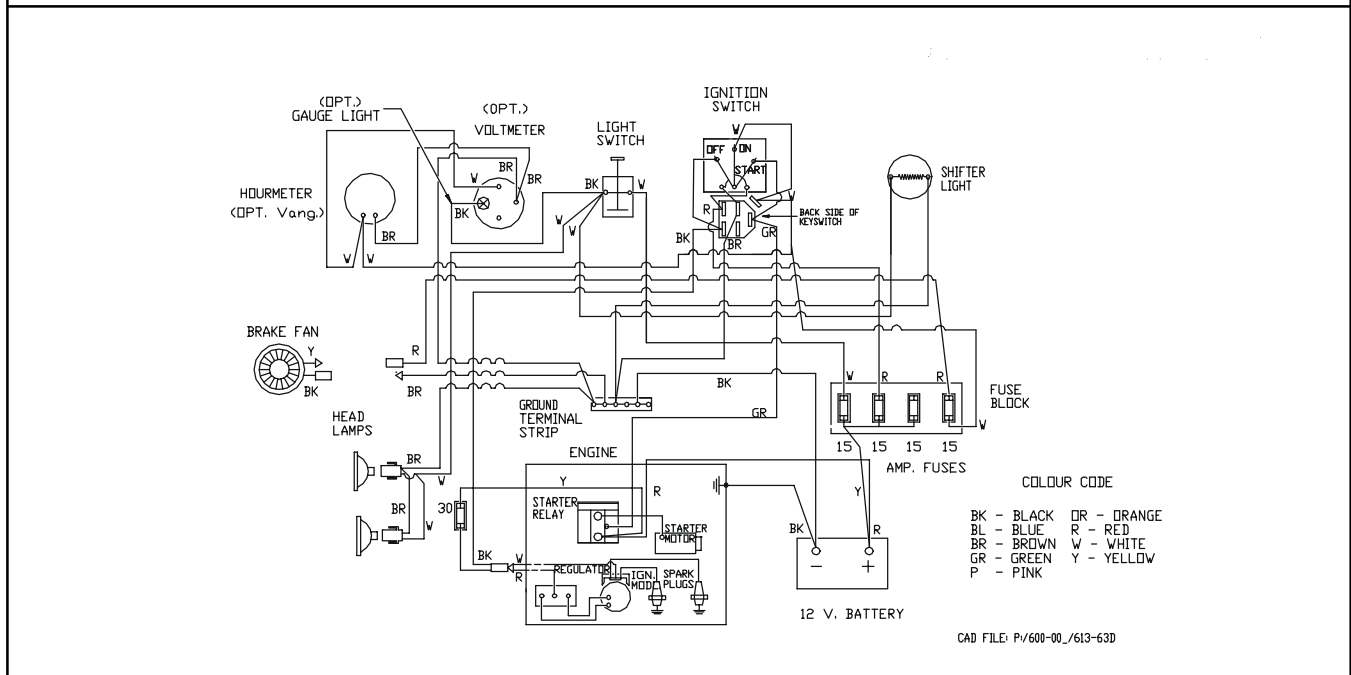 (OPT.)
GAUGE LIGHT
(OPT.)
VOLTMETER
LIGHT
SWITCH
IGNITION
SWITCH
W
OFF
ON
START
SHIFTER
LIGHT
HOURMETER
(OPT. Vang.)
W
BR
BR
BK
BK
W
W
W
R
W
BACK SIDE OF
KEYSWITCH
GR
BK
BR
BR
W
W
BRAKE FAN
Y
BK
R
BR
BK
GR
W
R
R
FUSE
BLOCK
W
15
15
15
15
AMP. FUSES
HEAD
LAMPS
GROUND
TERMINAL
STRIP
BR
W
BR
W
30
ENGINE
Y
R
STARTER
RELAY
STARTER
MOTOR
BK
W
R
REGULATOR
IGN.
MOD.
SPARK
PLUGS
Y
BK
R
-
+
12 V. BATTERY
COLOUR CODE
BK - BLACK OR - ORANGE
BL - BLUE R - RED
BR - BROWN W - WHITE
GR - GREEN Y - YELLOW
P - PINK
CAD FILE: P:/600-00_/613-63D